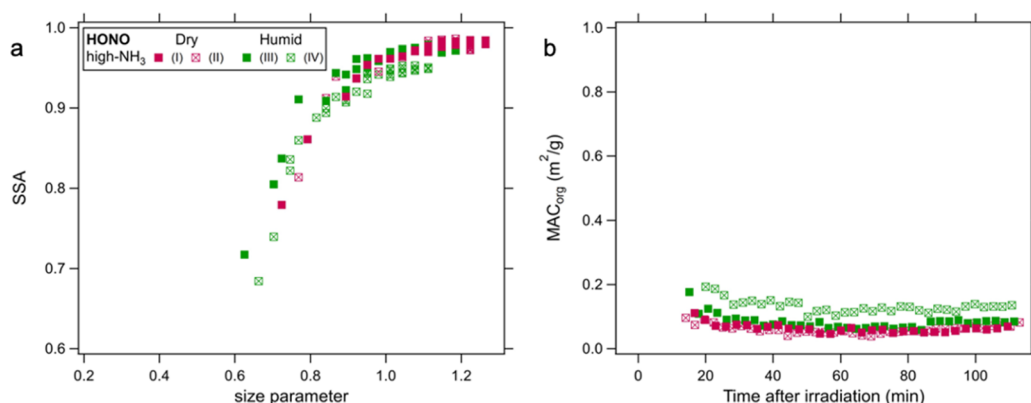 a
HONO Dry Humid
high-NH₃ (I) (II) (III) (IV)
SSA
1.0
0.9
0.8
0.7
0.6
0.2 0.4 0.6 0.8 1.0 1.2
size parameter
b
MACorg (m²/g)
1.0
0.8
0.6
0.4
0.2
0.0
0 20 40 60 80 100
Time after irradiation (min)